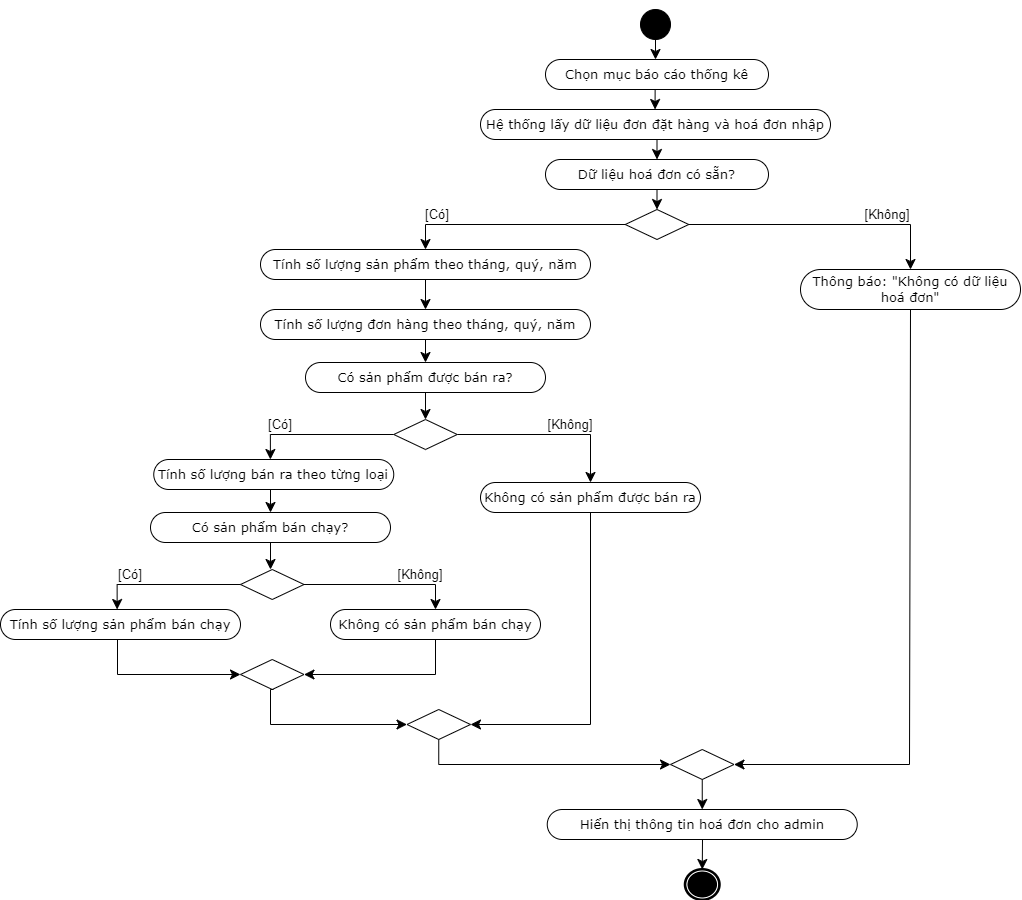 Chọn mục báo cáo thống kê
Hệ thống lấy dữ liệu đơn đặt hàng và hoá đơn nhập
Dữ liệu hoá đơn có sẵn?
[Có]
[Không]
Tính số lượng sản phẩm theo tháng, quý, năm
Thông báo: "Không có dữ liệu
hoá đơn"
Tính số lượng đơn hàng theo tháng, quý, năm
Có sản phẩm được bán ra?
[Có]
[Không]
Tính số lượng bán ra theo từng loại
Không có sản phẩm được bán ra
Có sản phẩm bán chạy?
[Có]
[Không]
Tính số lượng sản phẩm bán chạy
Không có sản phẩm bán chạy
Hiển thị thông tin hoá đơn cho admin